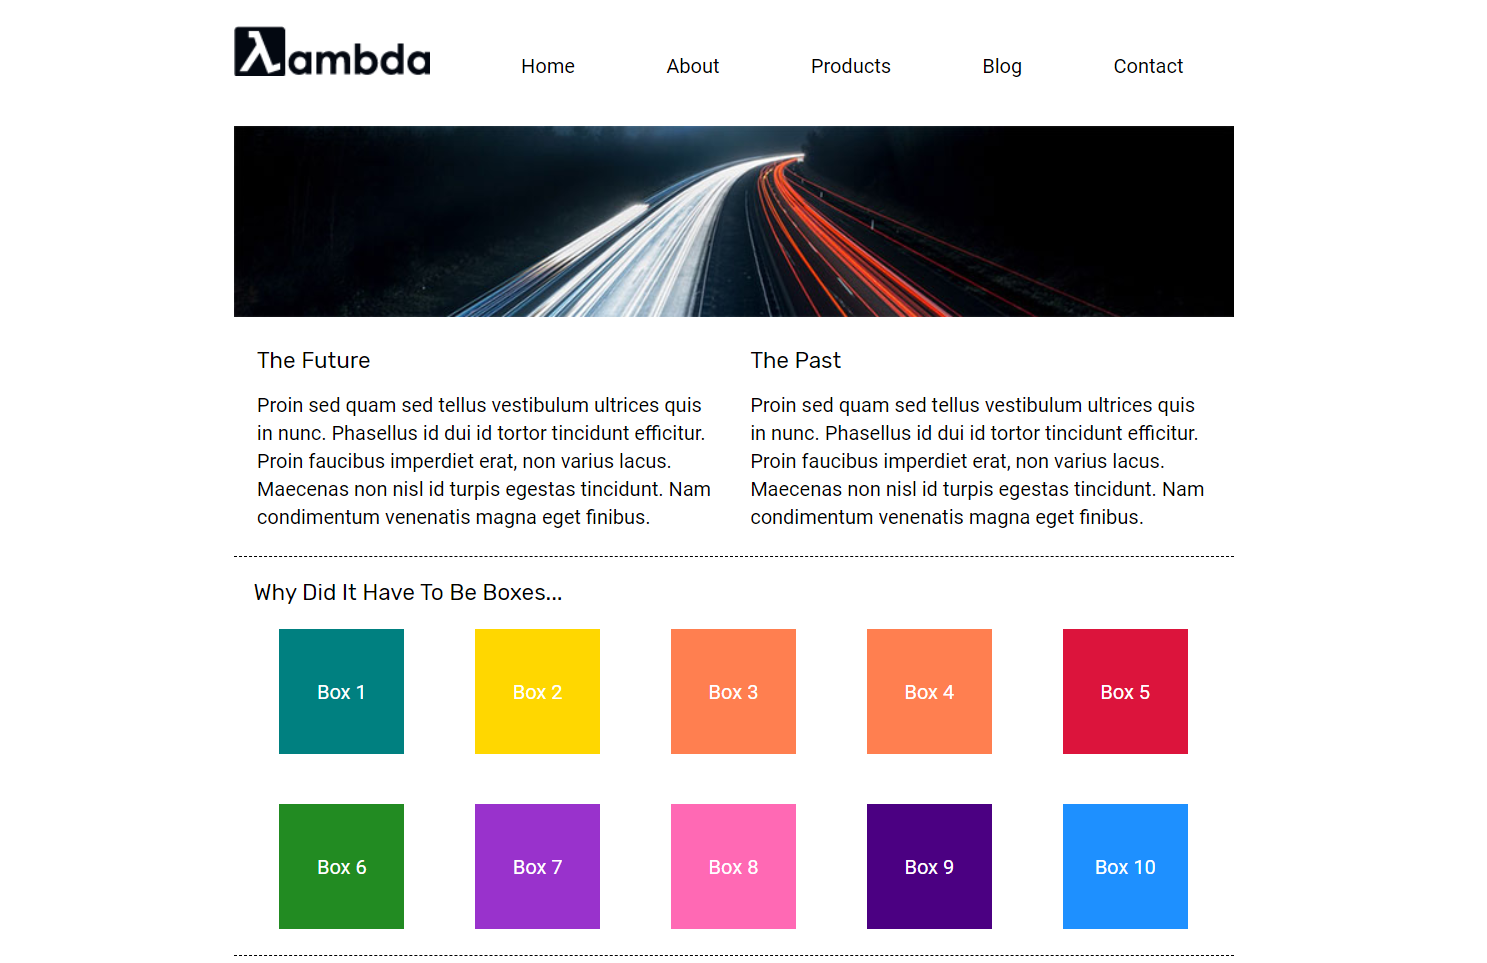 λambda
Home About Products Blog Contact
The Future
Proin sed quam sed tellus vestibulum ultrices quis
in nunc. Phasellus id dui id tortor tincidunt efficitur.
Proin faucibus imperdiet erat, non varius lacus.
Maecenas non nisl id turpis egestas tincidunt. Nam
condimentum venenatis magna eget finibus.
The Past
Proin sed quam sed tellus vestibulum ultrices quis
in nunc. Phasellus id dui id tortor tincidunt efficitur.
Proin faucibus imperdiet erat, non varius lacus.
Maecenas non nisl id turpis egestas tincidunt. Nam
condimentum venenatis magna eget finibus.
Why Did It Have To Be Boxes...
Box 1 Box 2 Box 3 Box 4 Box 5
Box 6 Box 7 Box 8 Box 9 Box 10